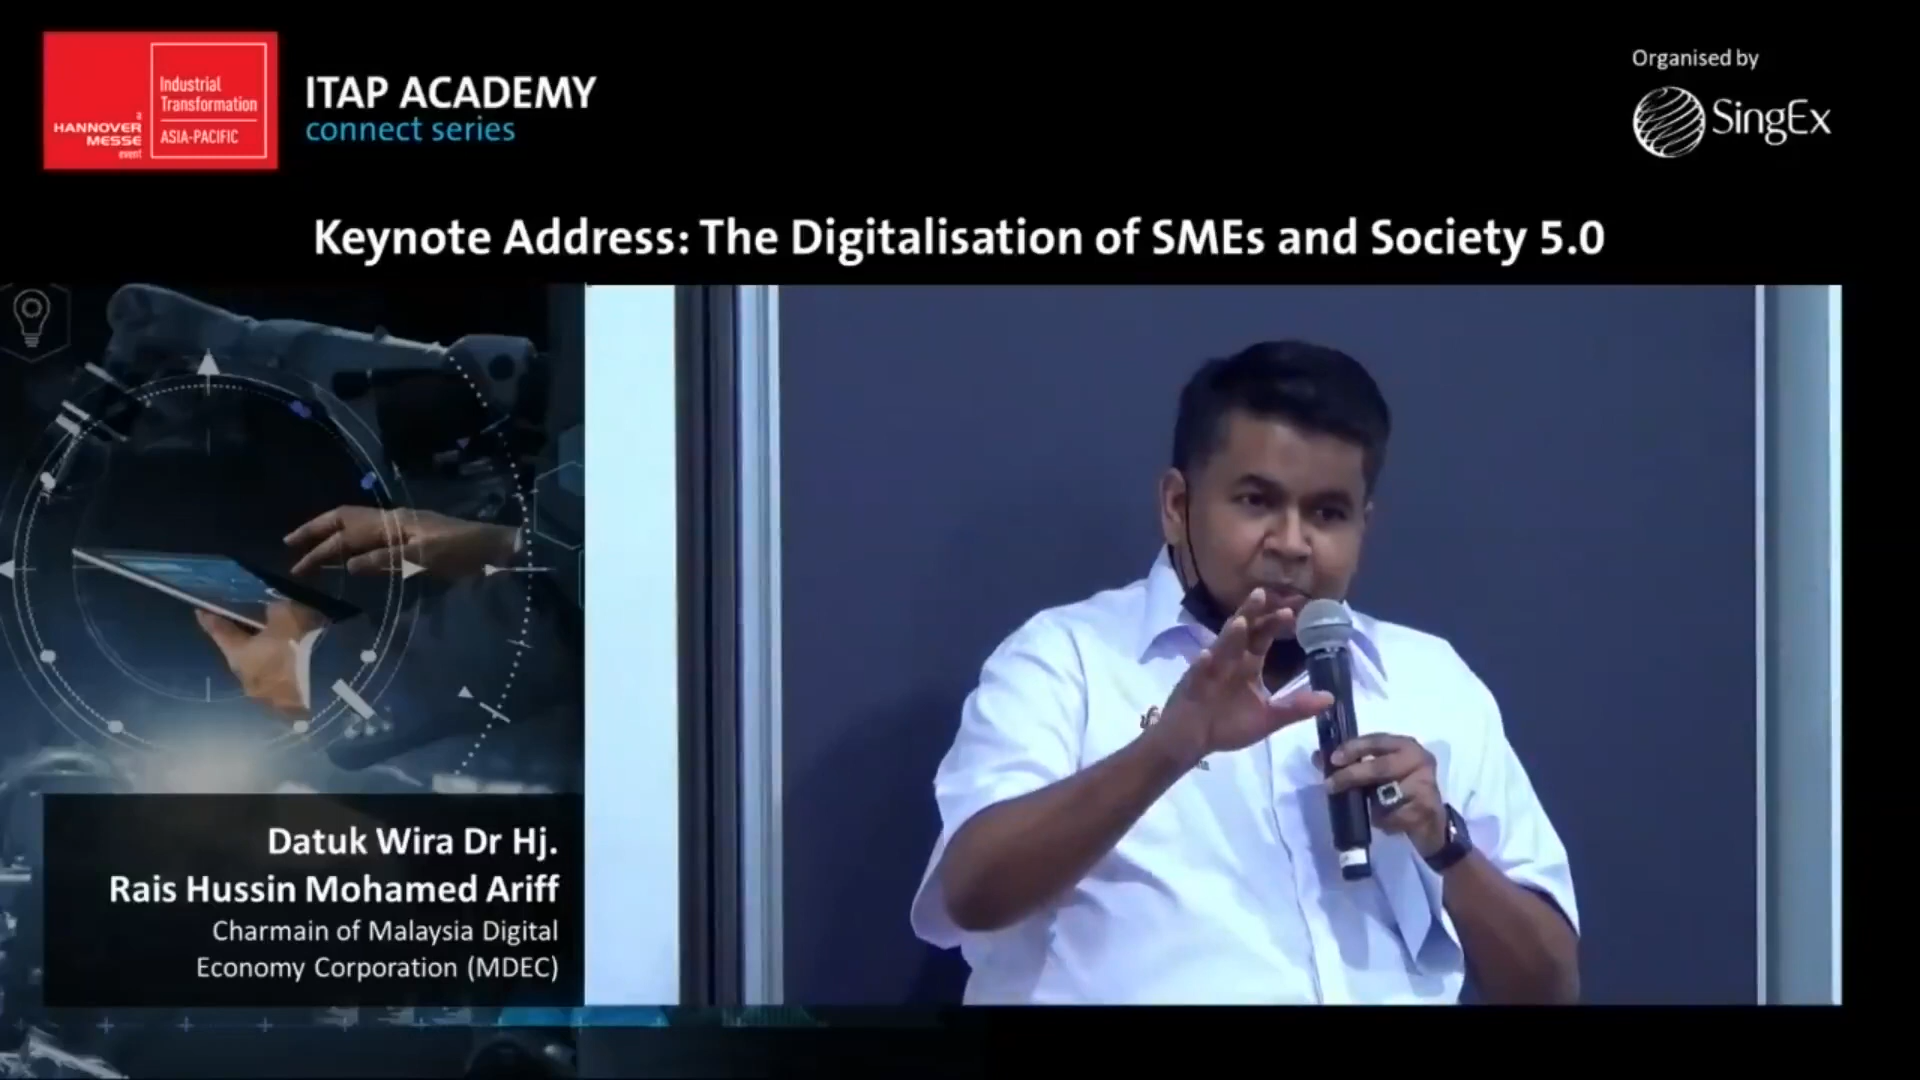 a
HANNOVER
MESSE
event
Industrial
Transformation
ASIA-PACIFIC
ITAP ACADEMY
connect series
Organised by
SingEx
Keynote Address: The Digitalisation of SMEs and Society 5.0
Datuk Wira Dr Hj.
Rais Hussin Mohamed Ariff
Charmain of Malaysia Digital
Economy Corporation (MDEC)